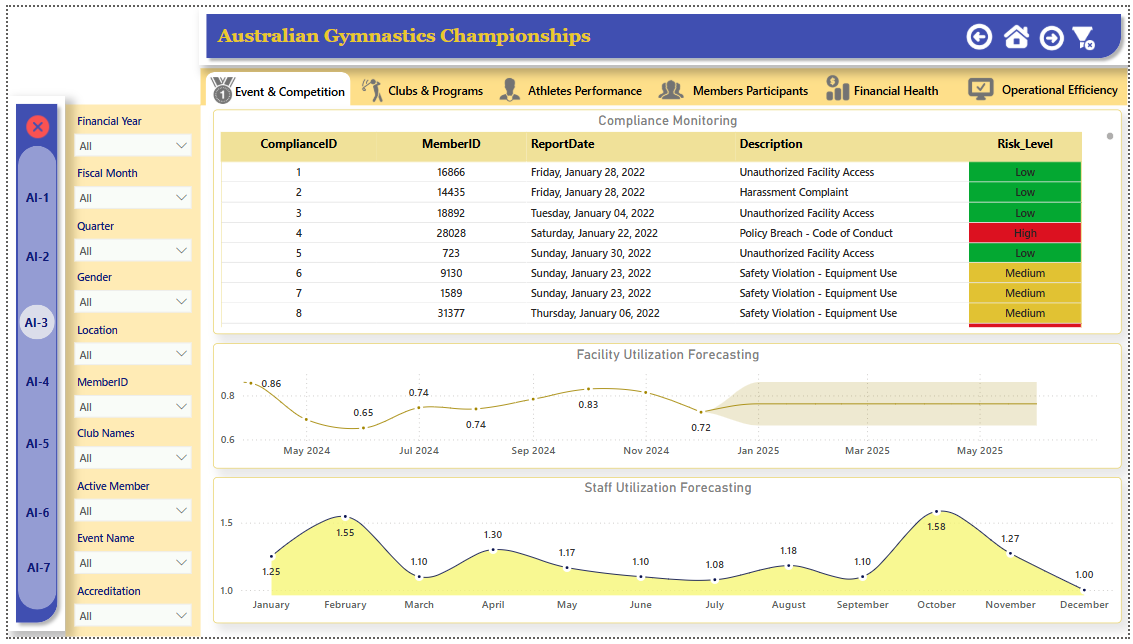 Australian Gymnastics Championships
Event & Competition
Clubs & Programs
Athletes Performance
Members Participants
Financial Health
Operational Efficiency
AI-1
AI-2
AI-3
AI-4
AI-5
AI-6
AI-7
Financial Year
All
Fiscal Month
All
Quarter
All
Gender
All
Location
All
MemberID
All
Club Names
All
Active Member
All
Event Name
All
Accreditation
All
Compliance Monitoring
ComplianceID MemberID ReportDate Description Risk_Level
1 16866 Friday, January 28, 2022 Unauthorized Facility Access Low
2 14435 Friday, January 28, 2022 Harassment Complaint Low
3 18892 Tuesday, January 04, 2022 Unauthorized Facility Access Low
4 28028 Saturday, January 22, 2022 Policy Breach - Code of Conduct High
5 723 Sunday, January 30, 2022 Unauthorized Facility Access Low
6 9130 Sunday, January 23, 2022 Safety Violation - Equipment Use Medium
7 1589 Sunday, January 23, 2022 Safety Violation - Equipment Use Medium
8 31377 Thursday, January 06, 2022 Safety Violation - Equipment Use Medium
Facility Utilization Forecasting
0.8
0.6
0.86
0.65
0.74
0.74
0.83
0.72
May 2024 Jul 2024 Sep 2024 Nov 2024 Jan 2025 Mar 2025 May 2025
Staff Utilization Forecasting
1.5
1.0
1.25
1.55
1.10
1.30
1.17
1.10
1.08
1.18
1.10
1.58
1.27
1.00
January February March April May June July August September October November December